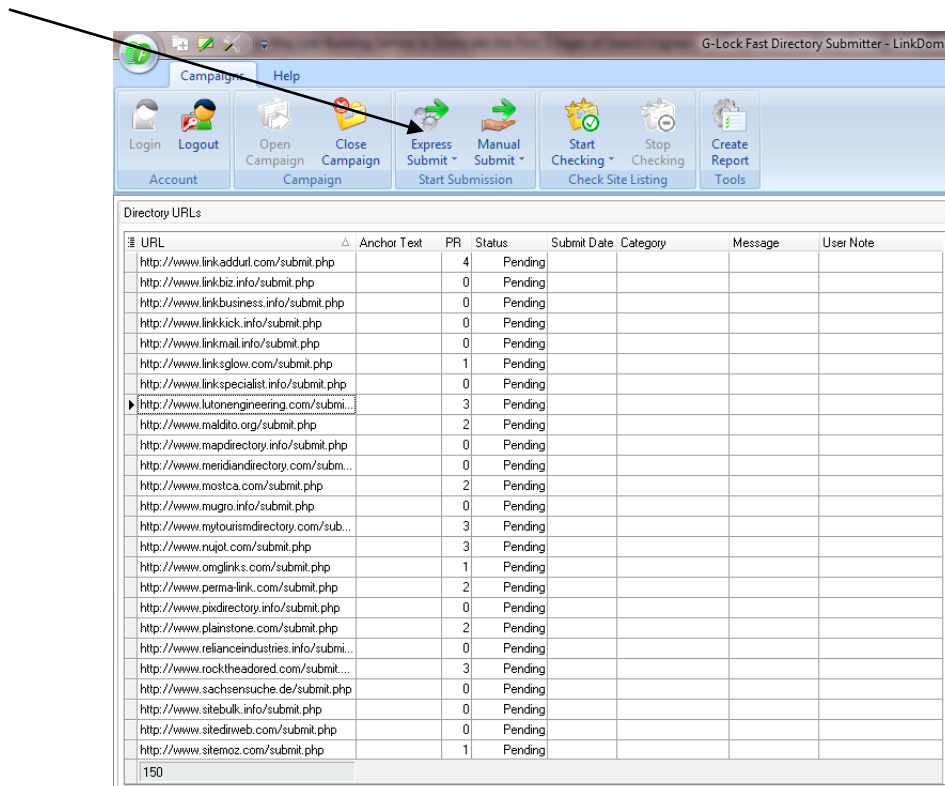 G-Lock Fast Directory Submitter - LinkDom
Campaigns Help
Login Logout Open Campaign Close Campaign Express Submit Manual Submit Start Checking Stop Checking Create Report
Account Campaign Start Submission Check Site Listing Tools
Directory URLs
URL Anchor Text PR Status Submit Date Category Message User Note
http://www.linkaddurl.com/submit.php 4 Pending
http://www.linkbiz.info/submit.php 0 Pending
http://www.linkbusiness.info/submit.php 0 Pending
http://www.linkkick.info/submit.php 0 Pending
http://www.linkmail.info/submit.php 0 Pending
http://www.linksglow.com/submit.php 1 Pending
http://www.linkspecialist.info/submit.php 0 Pending
http://www.lutonengineering.com/submi... 3 Pending
http://www.maldito.org/submit.php 2 Pending
http://www.mapdirectory.info/submit.php 0 Pending
http://www.meridiandirectory.com/subm... 0 Pending
http://www.mostca.com/submit.php 2 Pending
http://www.mugro.info/submit.php 0 Pending
http://www.mytourismdirectory.com/sub... 3 Pending
http://www.nujot.com/submit.php 3 Pending
http://www.omglinks.com/submit.php 1 Pending
http://www.perma-link.com/submit.php 2 Pending
http://www.pixdirectory.info/submit.php 0 Pending
http://www.plainstone.com/submit.php 2 Pending
http://www.relianceindustries.info/submi... 0 Pending
http://www.rocktheadored.com/submit.... 3 Pending
http://www.sachsensuche.de/submit.php 0 Pending
http://www.sitebulk.info/submit.php 0 Pending
http://www.sitedirweb.com/submit.php 0 Pending
http://www.sitemoz.com/submit.php 1 Pending
150